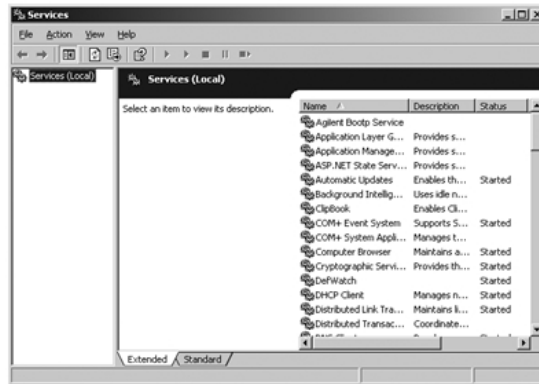 Services
File Action View Help
Services (Local)
Services (Local)
Select an item to view its description.
Name Description Status
Agilent Bootp Service
Application Layer G... Provides s...
Application Manage... Provides s...
ASP.NET State Serv... Provides s...
Automatic Updates Enables th... Started
Background Intellig... Uses idle n...
ClipBook Enables Cli...
COM+ Event System Supports S... Started
COM+ System Appli... Manages t...
Computer Browser Maintains a... Started
Cryptographic Servi... Provides th... Started
DefWatch Started
DHCP Client Manages n... Started
Distributed Link Tra... Maintains li... Started
Distributed Transac... Coordinate...
Extended Standard